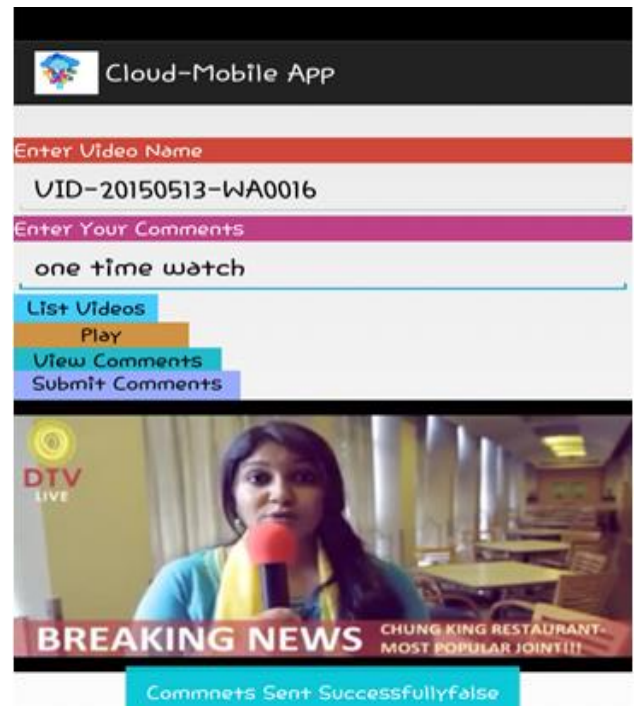 Cloud-Mobile App
Enter Video Name
VID-20150513-WA0016
Enter Your Comments
one time watch
List Videos
Play
View Comments
Submit Comments
DTV
LIVE
BREAKING NEWS
CHUNG KING RESTAURANT-
MOST POPULAR JOINT!!!
Commnets Sent Successfullyfalse